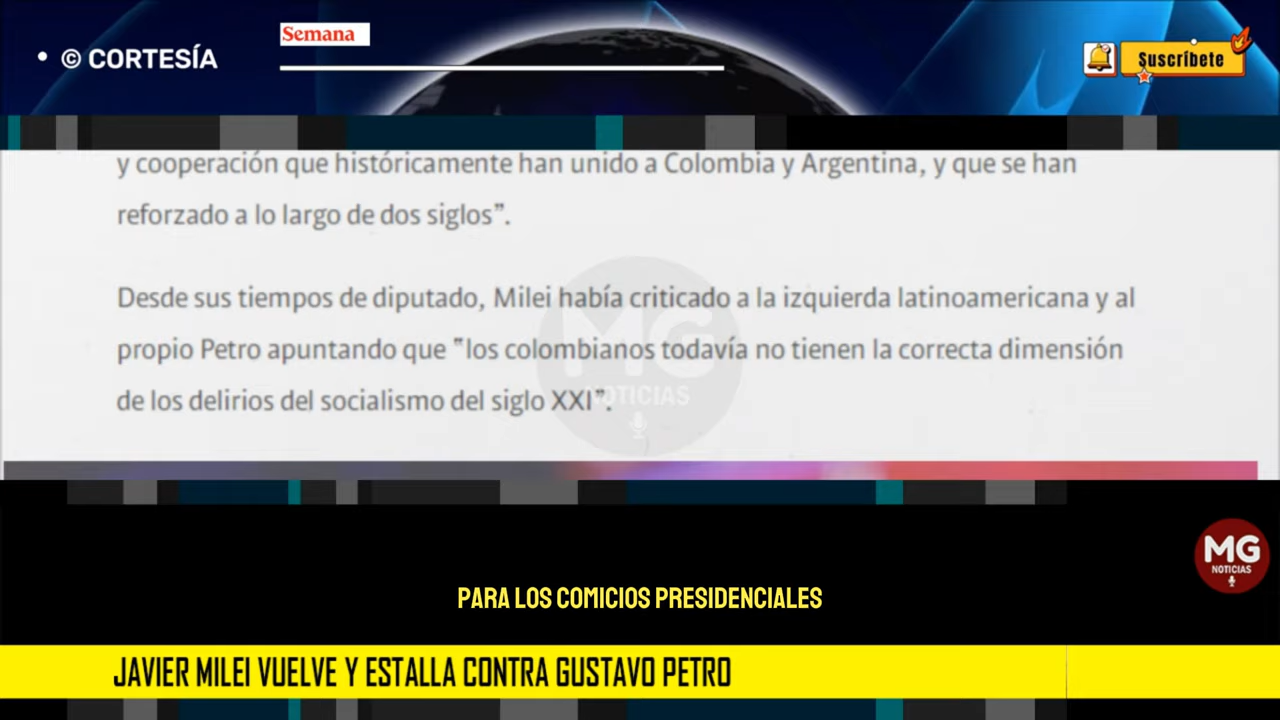 • © CORTESÍA
Semana
Suscríbete
y cooperación que históricamente han unido a Colombia y Argentina, y que se han
reforzado a lo largo de dos siglos”.
Desde sus tiempos de diputado, Milei había criticado a la izquierda latinoamericana y al
propio Petro apuntando que “los colombianos todavía no tienen la correcta dimensión
de los delirios del socialismo del siglo XXI”.
MG
NOTICIAS
MG
NOTICIAS
PARA LOS COMICIOS PRESIDENCIALES
JAVIER MILEI VUELVE Y ESTALLA CONTRA GUSTAVO PETRO